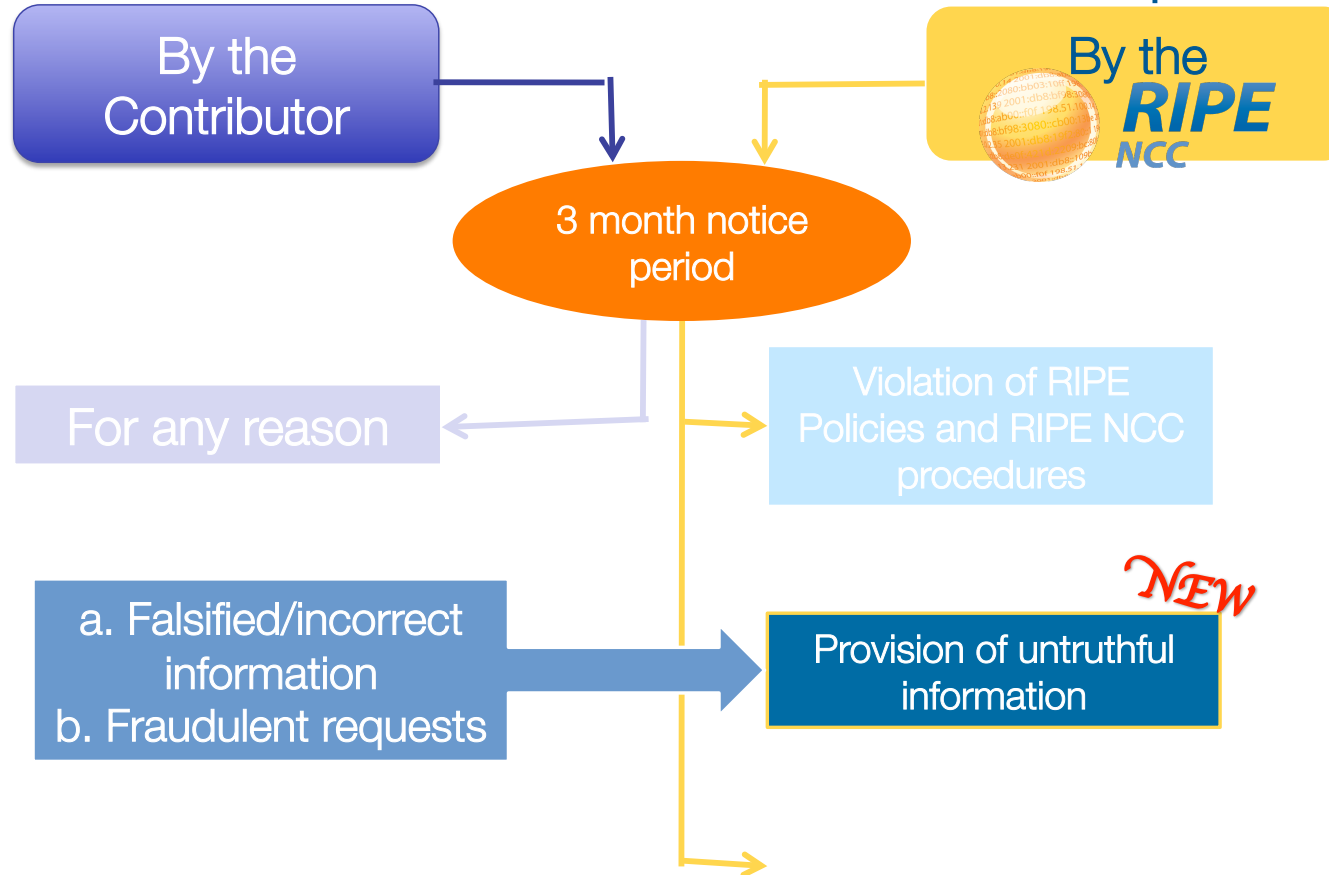 By the
Contributor
By the
RIPE
NCC
3 month notice
period
For any reason
Violation of RIPE
Policies and RIPE NCC
procedures
NEW
a. Falsified/incorrect
information
b. Fraudulent requests
Provision of untruthful
information